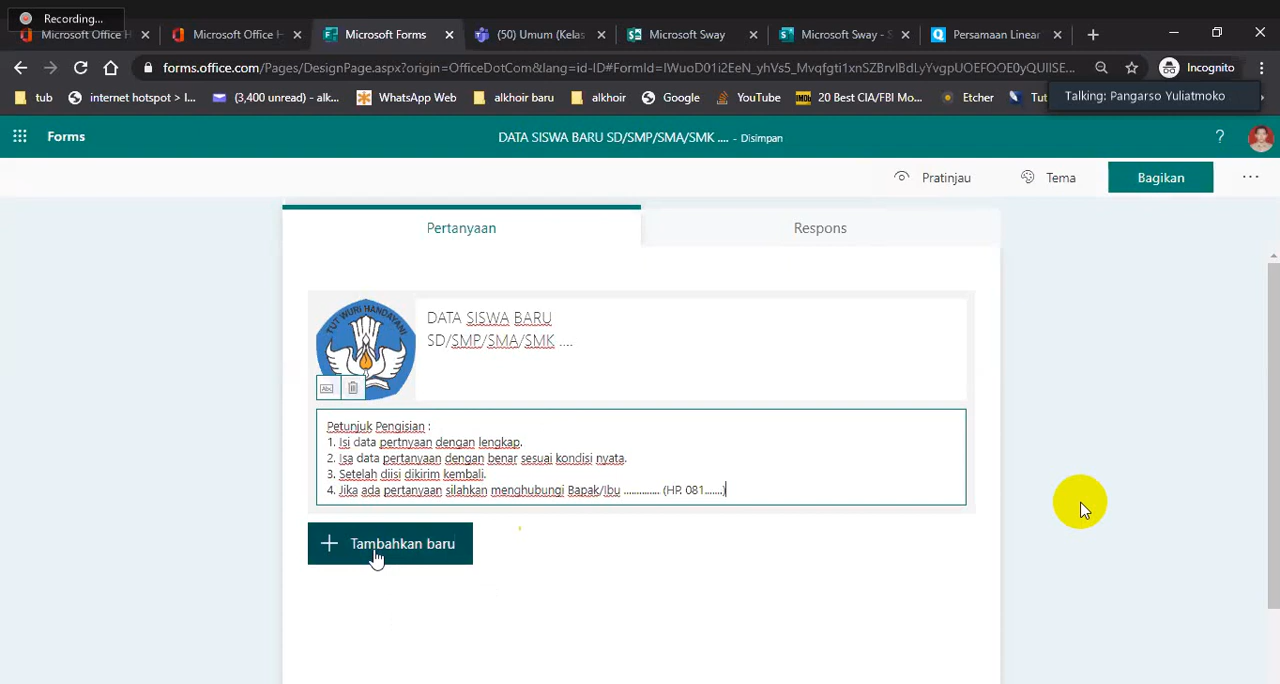 Recording...
Microsoft Office H
Microsoft Office H
Microsoft Forms
(50) Umum (Kelas
Microsoft Sway
Microsoft Sway -
Persamaan Linear
forms.office.com/Pages/DesignPage.aspx?origin=OfficeDotCom&lang=id-ID#FormId=
Incognito
tub
internet hotspot > I...
(3,400 unread) - alk...
WhatsApp Web
alkhoir baru
alkhoir
Google
YouTube
20 Best CIA/FBI Mo...
Etcher
Tut
Talking: Pangarso Yuliatmoko
Forms
DATA SISWA BARU SD/SMP/SMA/SMK .... - Disimpan
?
Pratinjau
Tema
Bagikan
Pertanyaan
Respons
TUT WURI HANDAYANI
DATA SISWA BARU
SD/SMP/SMA/SMK ....
Abc
Petunjuk Pengisian :
1. Isi data pertnyaan dengan lengkap.
2. Isa data pertanyaan dengan benar sesuai kondisi nyata.
3. Setelah diisi dikirim kembali.
4. Jika ada pertanyaan silahkan menghubungi Bapak/Ibu .............. (HP. 081.......)
Tambahkan baru